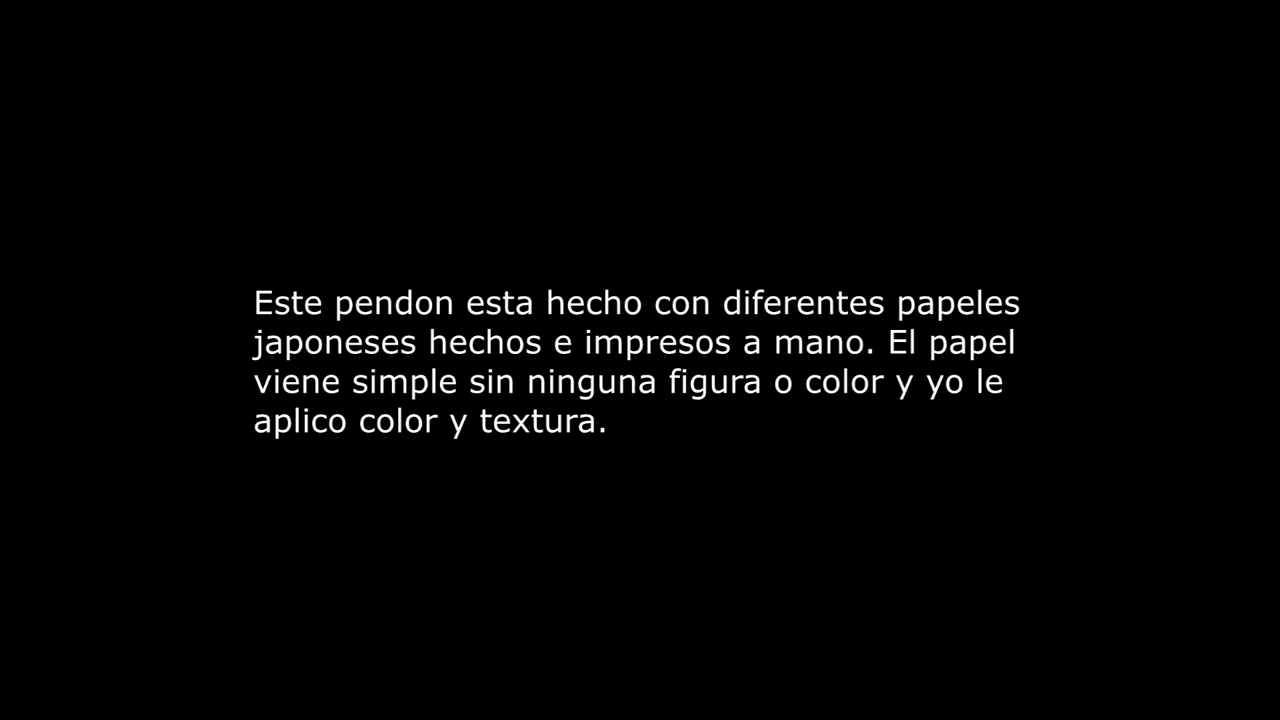 Este pendon esta hecho con diferentes papeles
japoneses hechos e impresos a mano. El papel
viene simple sin ninguna figura o color y yo le
aplico color y textura.